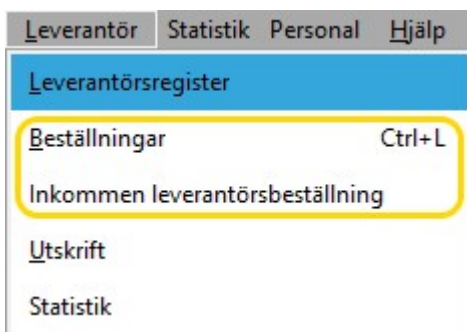 Leverantör Statistik Personal Hjälp
Leverantörsregister
Beställningar Ctrl+L
Inkommen leverantörsbeställning
Utskrift
Statistik